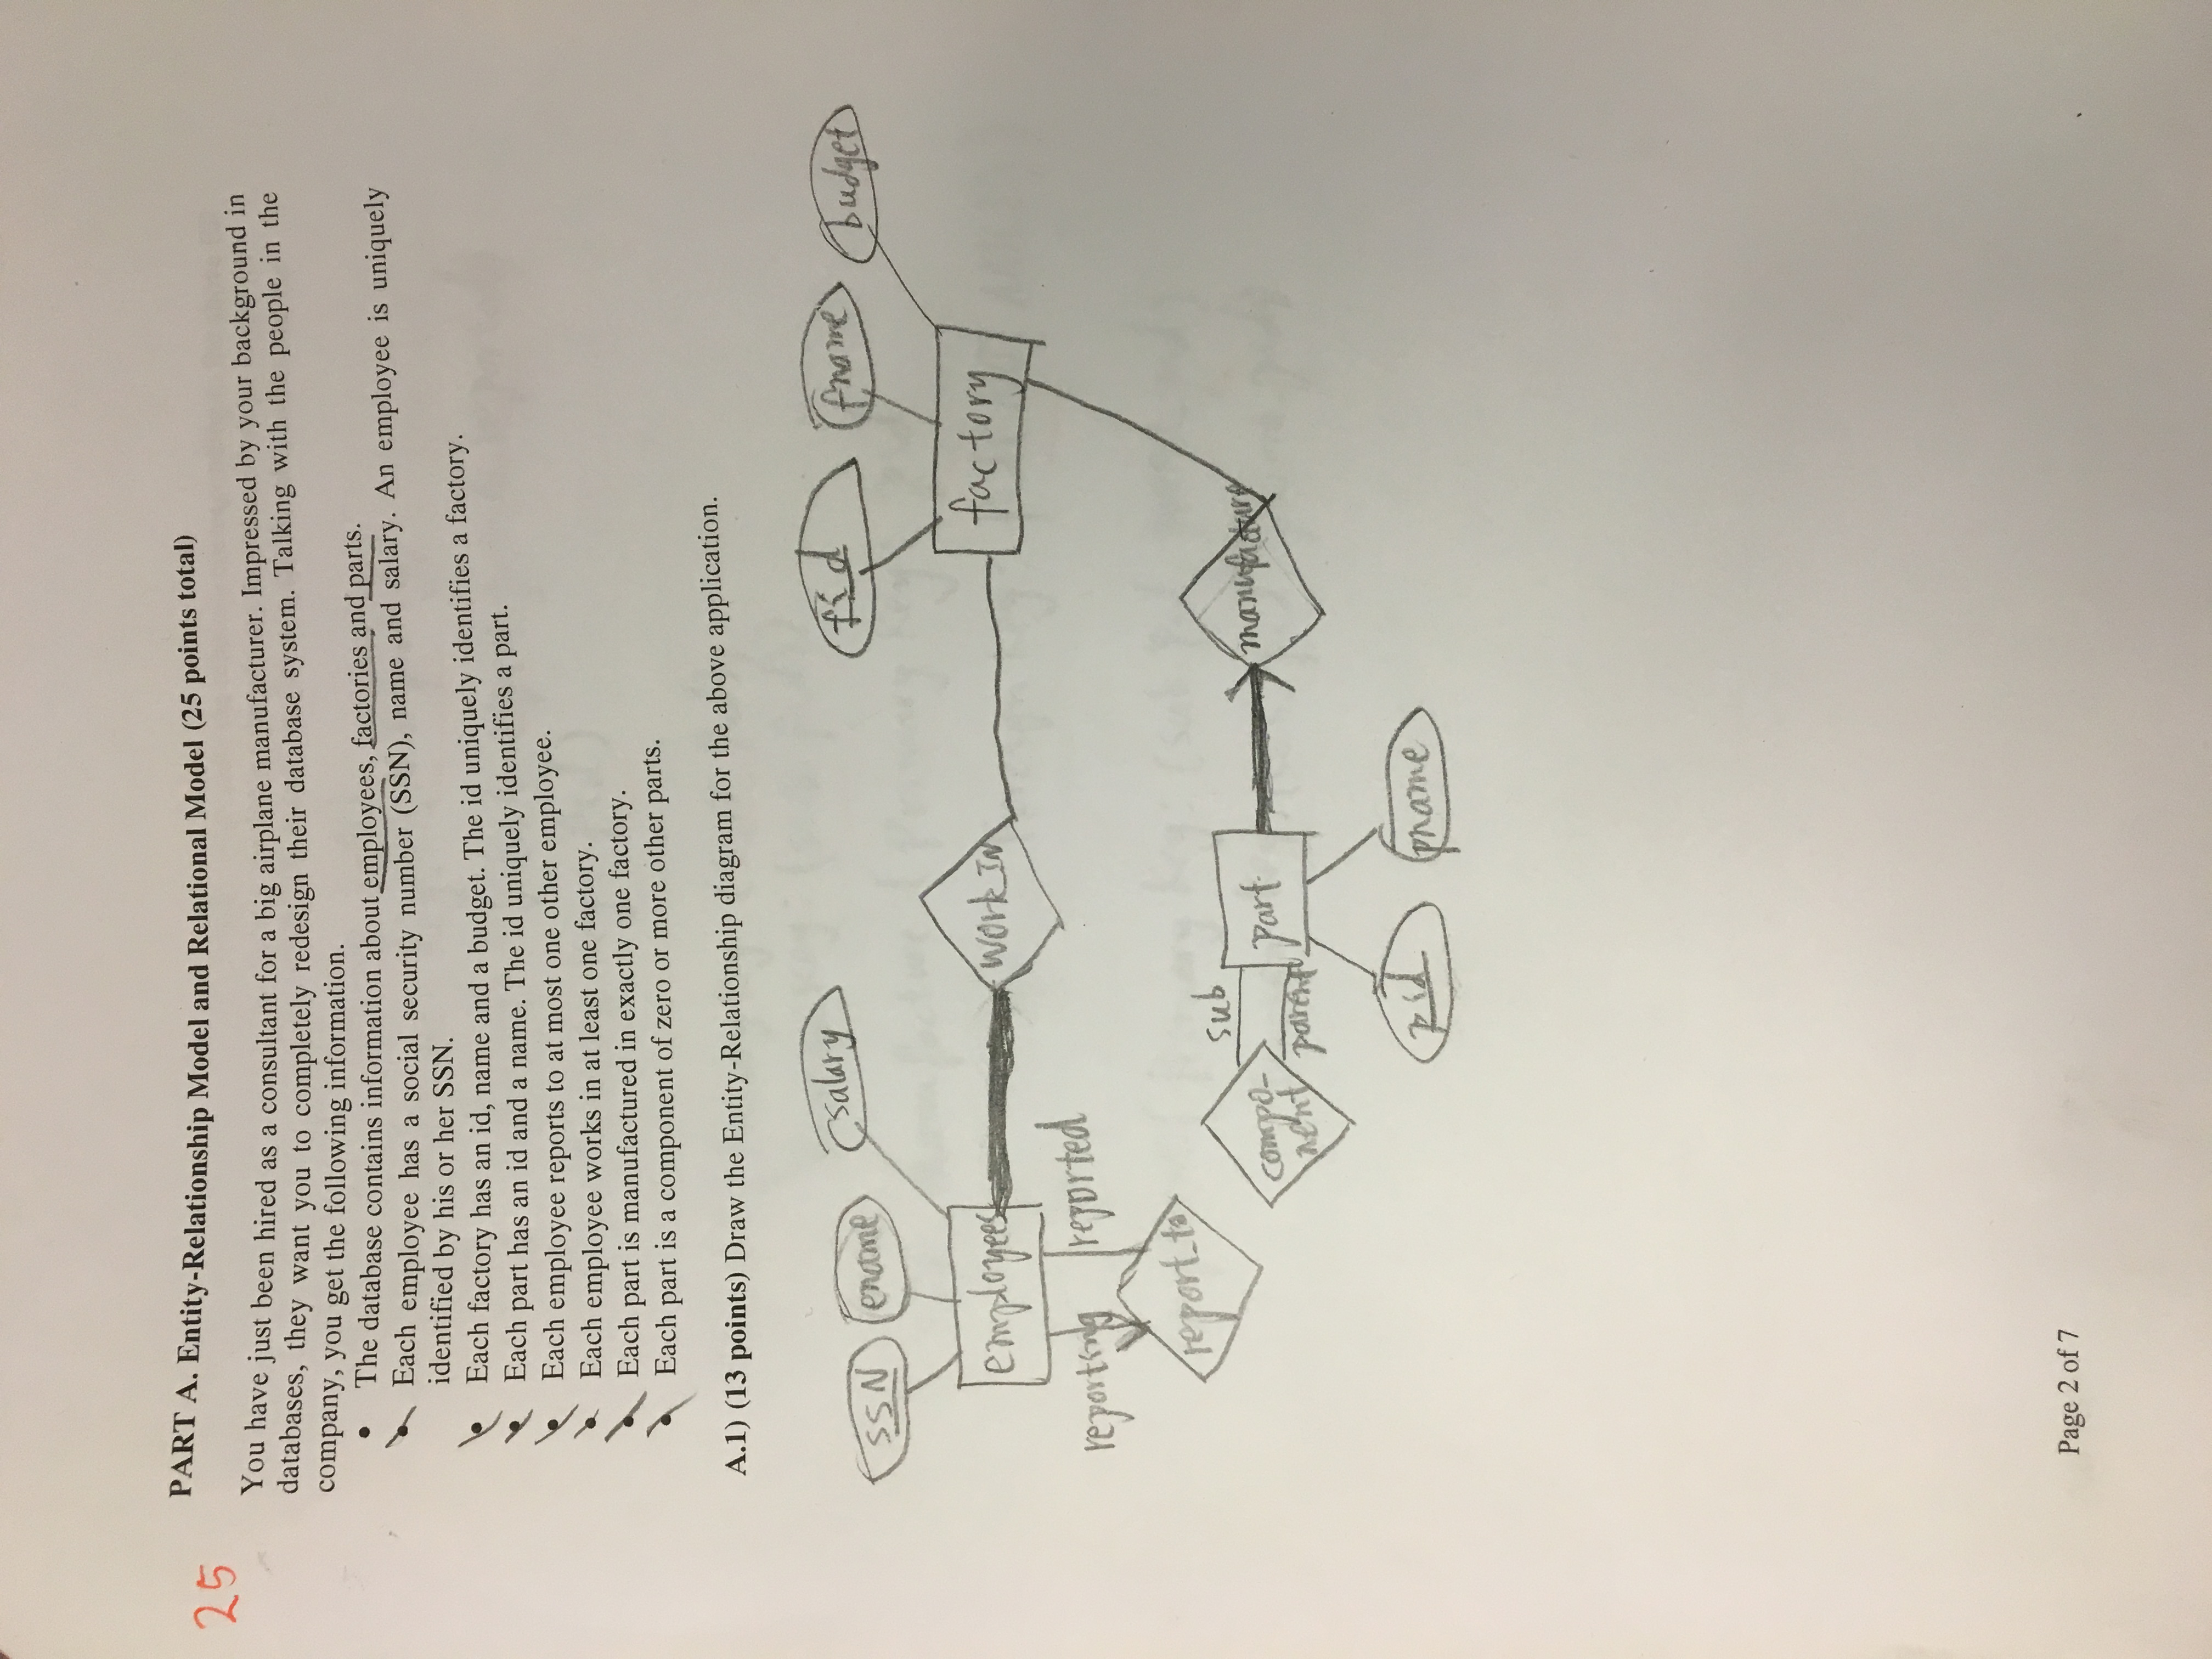 25
PART A. Entity-Relationship Model and Relational Model (25 points total)
You have just been hired as a consultant for a big airplane manufacturer. Impressed by your background in
databases, they want you to completely redesign their database system. Talking with the people in the
company, you get the following information.
• The database contains information about employees, factories and parts.
• Each employee has a social security number (SSN), name and salary. An employee is uniquely
identified by his or her SSN.
• Each factory has an id, name and a budget. The id uniquely identifies a factory.
• Each part has an id and a name. The id uniquely identifies a part.
• Each employee reports to at most one other employee.
• Each employee works in at least one factory.
• Each part is manufactured in exactly one factory.
• Each part is a component of zero or more other parts.
A.1) (13 points) Draw the Entity-Relationship diagram for the above application.
SSN ename salary fid fname budget
employees work_IN factory
reporting reported
report_to
sub
compo-
nent
parent
part
manufacture
pid pname
Page 2 of 7